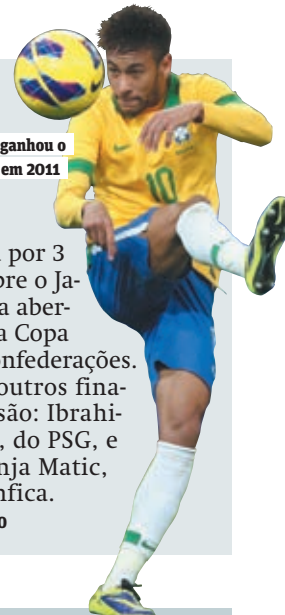 ganhou o
em 2011
por 3
bre o Ja-
a aber-
a Copa
onfederações.
outros fina-
são: Ibrahi-
, do PSG, e
nja Matic,
nfica.
10